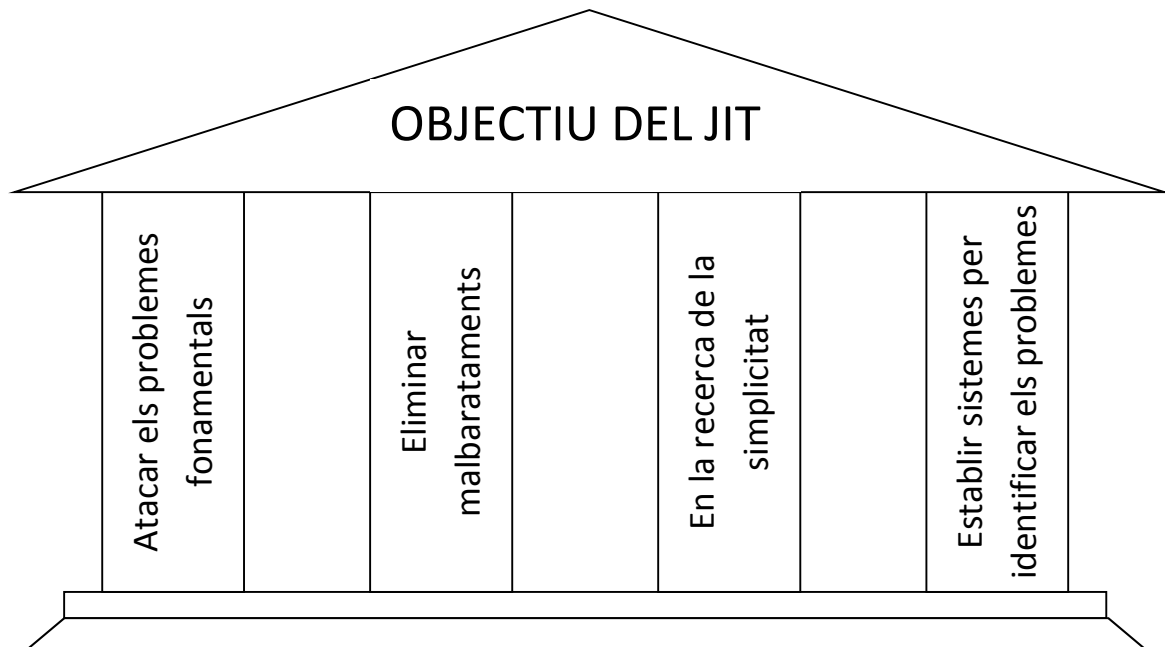 OBJECTIU DEL JIT
Atacar els problemes
fonamentals
Eliminar
malbarataments
En la recerca de la
simplicitat
Establir sistemes per
identificar els problemes